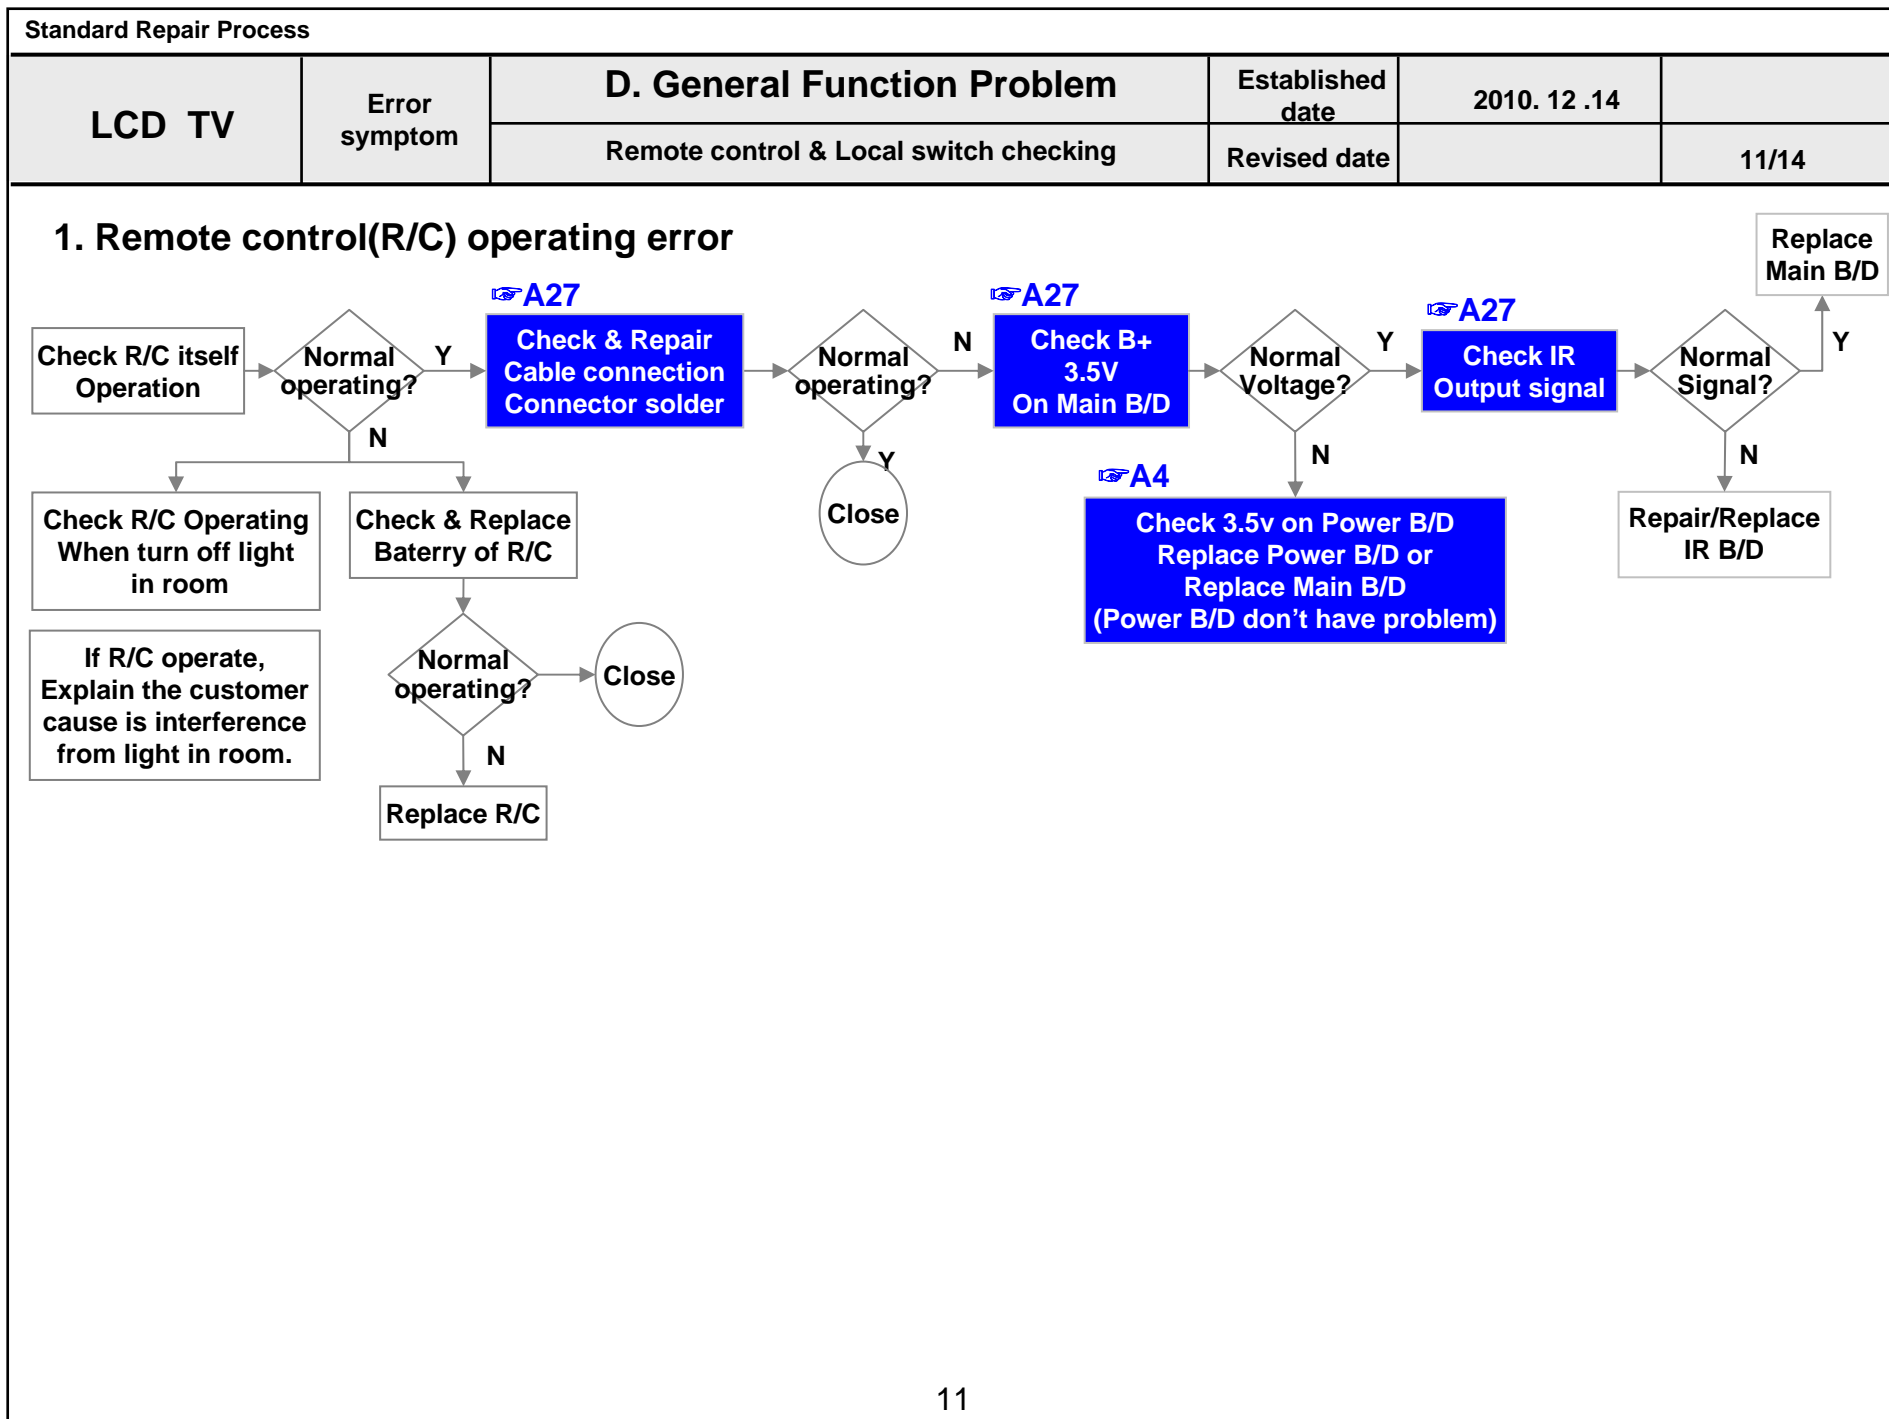 Standard Repair Process
LCD  TV
Error
symptom
D. General Function Problem
Remote control & Local switch checking
Established
date
2010. 12 .14
Revised date
11/14
1. Remote control(R/C) operating error
Check R/C itself
Operation
Normal
operating?
Y
N
☞A27
Check & Repair
Cable connection
Connector solder
Normal
operating?
N
Y
Close
☞A27
Check B+
3.5V
On Main B/D
Normal
Voltage?
Y
N
☞A27
Check IR
Output signal
Normal
Signal?
Y
N
Replace
Main B/D
Check R/C Operating
When turn off light
in room
Check & Replace
Baterry of R/C
☞A4
Check 3.5v on Power B/D
Replace Power B/D or
Replace Main B/D
(Power B/D don’t have problem)
Repair/Replace
IR B/D
If R/C operate,
Explain the customer
cause is interference
from light in room.
Normal
operating?
Close
N
Replace R/C
11